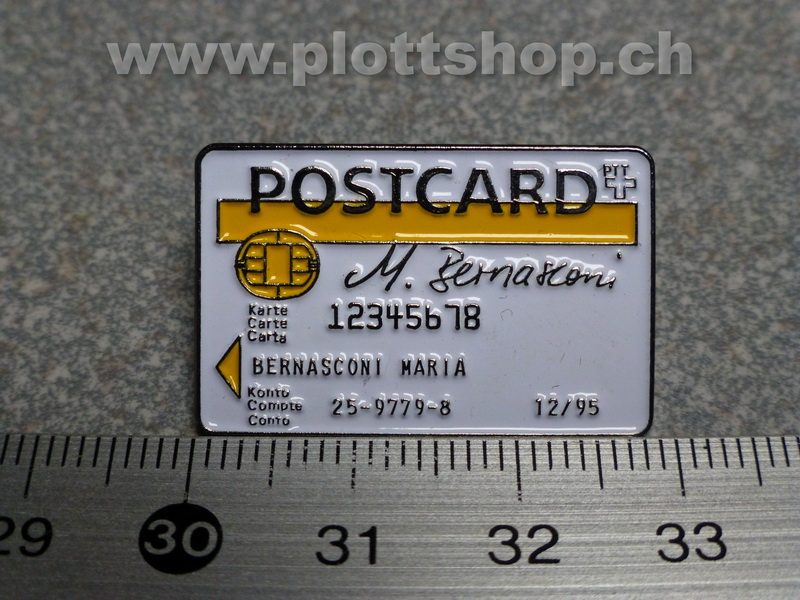 www.plottshop.ch
POSTCARD PTT
M. Bernasconi
Karte
Carte
Carta
12345678
BERNASCONI MARIA
Konto
Compte
Conto
25-9779-8 12/95
29 30 31 32 33